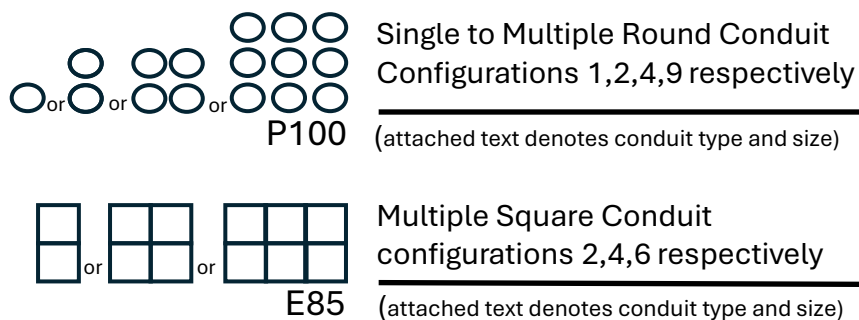 Single to Multiple Round Conduit
Configurations 1,2,4,9 respectively
or or or
P100
(attached text denotes conduit type and size)
Multiple Square Conduit
configurations 2,4,6 respectively
or or
E85
(attached text denotes conduit type and size)